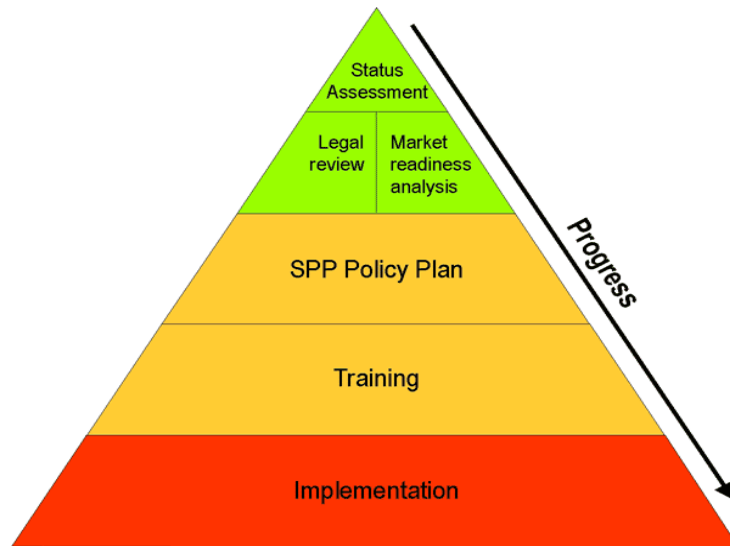 Status
Assessment
Legal
review
Market
readiness
analysis
SPP Policy Plan
Training
Implementation
Progress